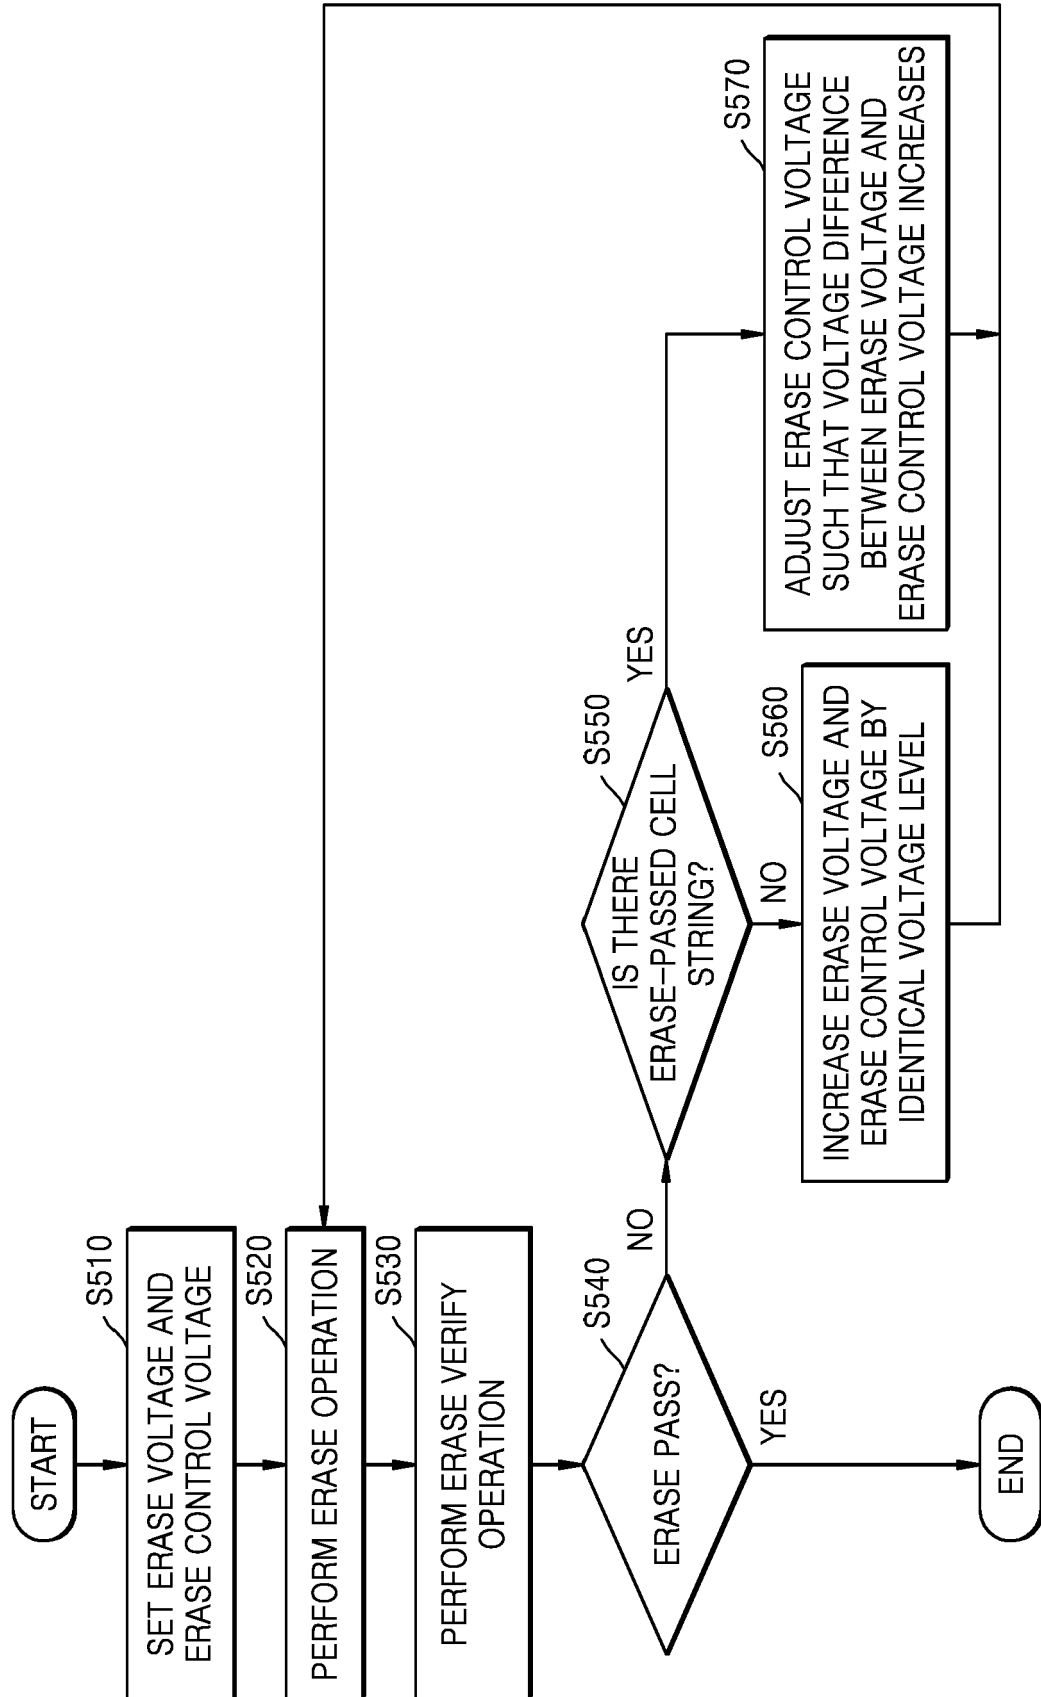 START
S510
SET ERASE VOLTAGE AND
ERASE CONTROL VOLTAGE
S520
PERFORM ERASE OPERATION
S530
PERFORM ERASE VERIFY
OPERATION
S540
ERASE PASS?
NO
YES
END
S550
IS THERE
ERASE-PASSED CELL
STRING?
YES
NO
S560
INCREASE ERASE VOLTAGE AND
ERASE CONTROL VOLTAGE BY
IDENTICAL VOLTAGE LEVEL
S570
ADJUST ERASE CONTROL VOLTAGE
SUCH THAT VOLTAGE DIFFERENCE
BETWEEN ERASE VOLTAGE AND
ERASE CONTROL VOLTAGE INCREASES